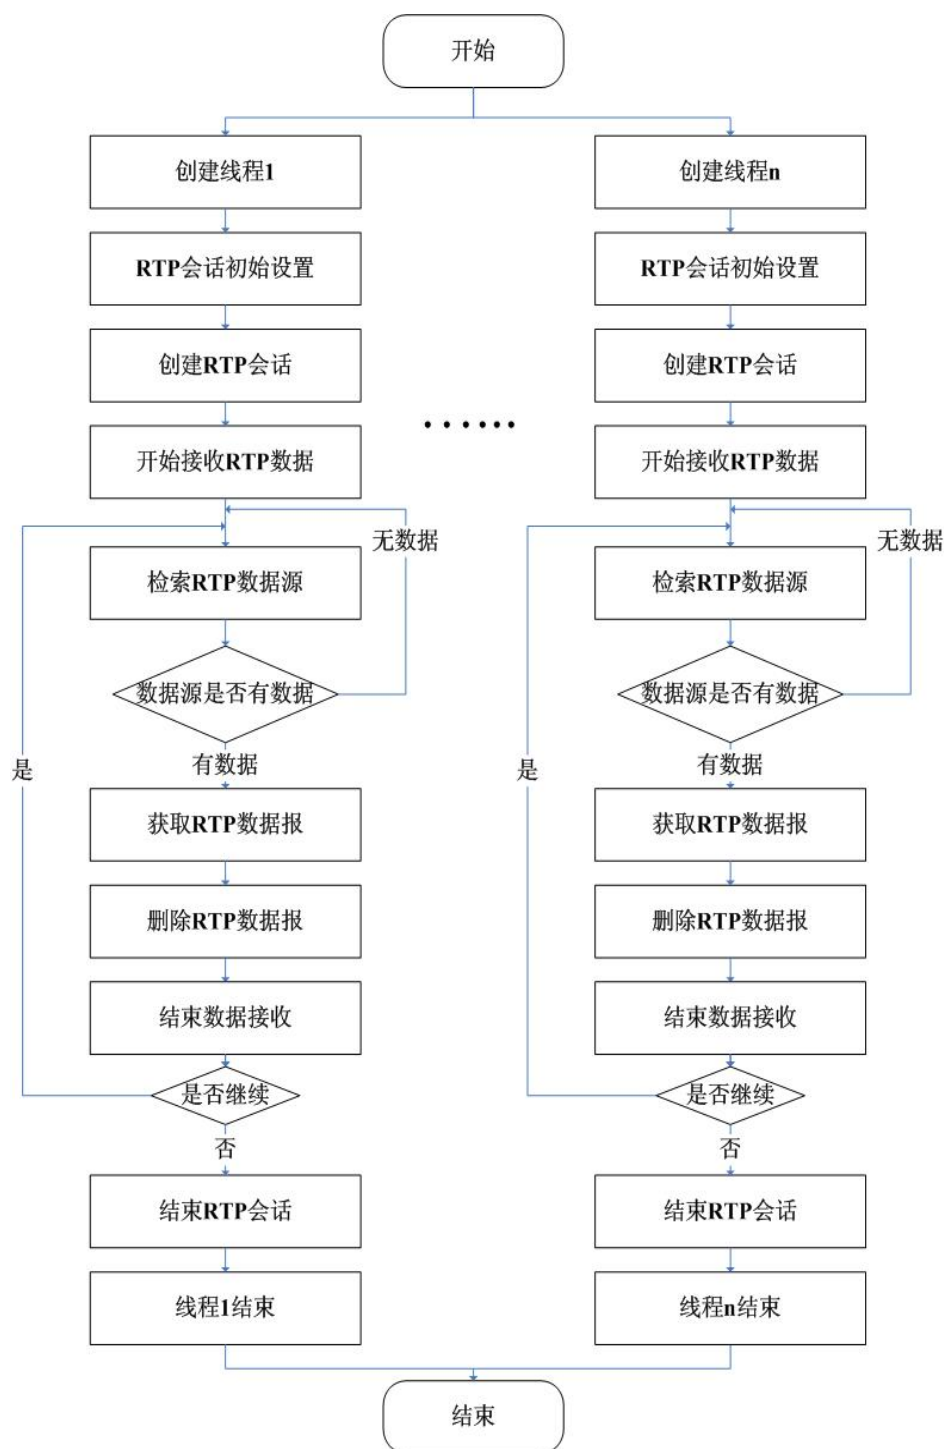 开始
创建线程1
RTP会话初始设置
创建RTP会话
开始接收RTP数据
无数据
检索RTP数据源
数据源是否有数据
是
有数据
获取RTP数据报
删除RTP数据报
结束数据接收
是否继续
否
结束RTP会话
线程1结束
......
创建线程n
RTP会话初始设置
创建RTP会话
开始接收RTP数据
无数据
检索RTP数据源
数据源是否有数据
是
有数据
获取RTP数据报
删除RTP数据报
结束数据接收
是否继续
否
结束RTP会话
线程n结束
结束